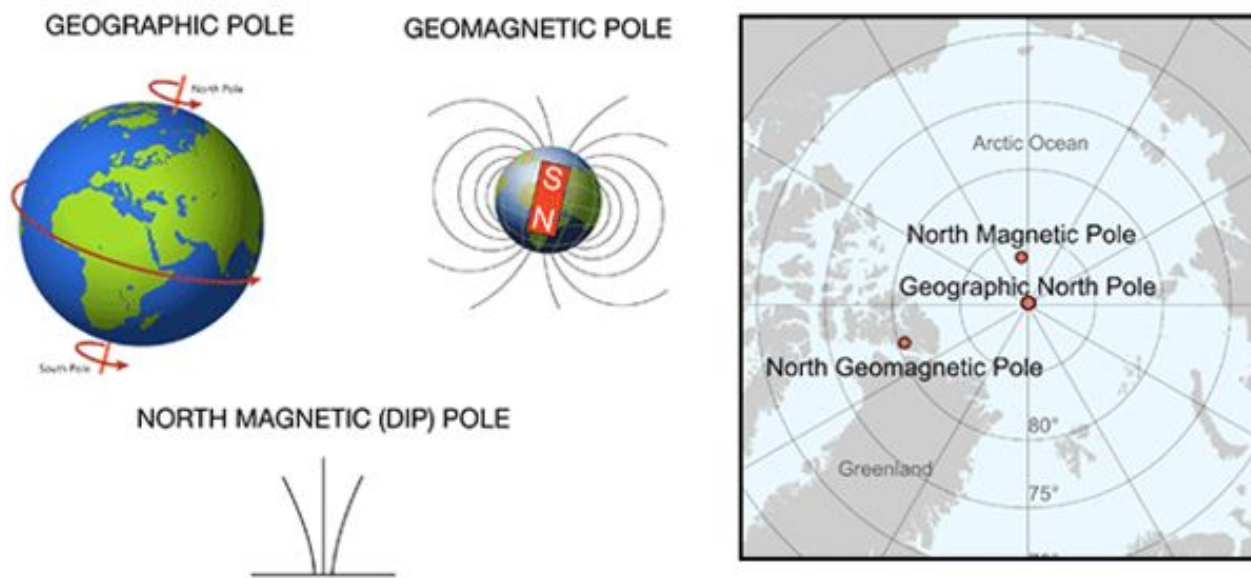 GEOGRAPHIC POLE
North Pole
South Pole
GEOMAGNETIC POLE
S
N
NORTH MAGNETIC (DIP) POLE
Arctic Ocean
North Magnetic Pole
Geographic North Pole
North Geomagnetic Pole
80°
Greenland
75°